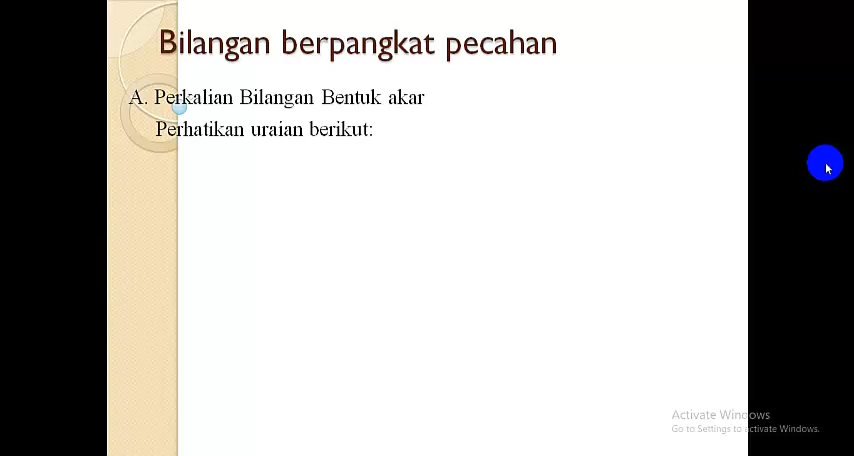 Bilangan berpangkat pecahan
A. Perkalian Bilangan Bentuk akar
Perhatikan uraian berikut:
Activate Windows
Go to Settings to activate Windows.